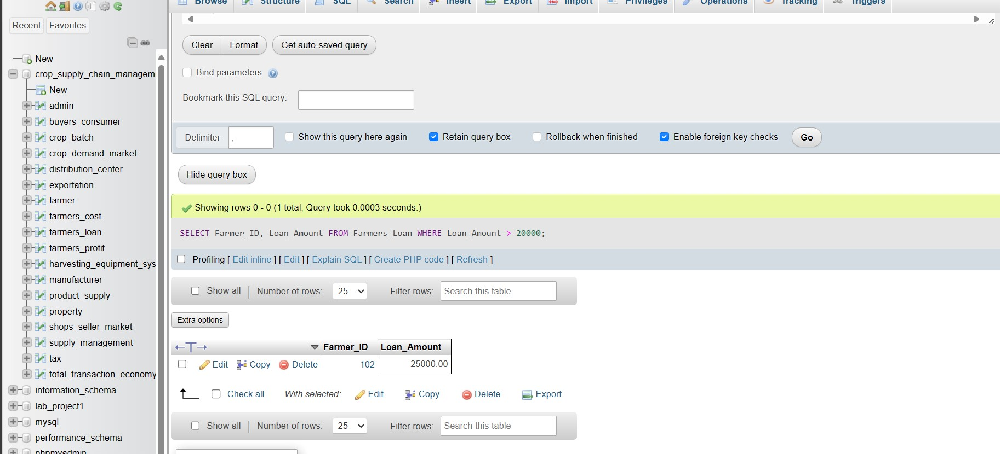 Browse Structure SQL Search Insert Export Import Privileges Operations Tracking Triggers
Recent Favorites
New
crop_supply_chain_managem
New
admin
buyers_consumer
crop_batch
crop_demand_market
distribution_center
exportation
farmer
farmers_cost
farmers_loan
farmers_profit
harvesting_equipment_sys
manufacturer
product_supply
property
shops_seller_market
supply_management
tax
total_transaction_economy
information_schema
lab_project1
mysql
performance_schema
phpmyadmin
Clear Format Get auto-saved query
Bind parameters
Bookmark this SQL query:
Delimiter ; Show this query here again Retain query box Rollback when finished Enable foreign key checks Go
Hide query box
Showing rows 0 - 0 (1 total, Query took 0.0003 seconds.)
SELECT Farmer_ID, Loan_Amount FROM Farmers_Loan WHERE Loan_Amount > 20000;
Profiling [ Edit inline ] [ Edit ] [ Explain SQL ] [ Create PHP code ] [ Refresh ]
Show all Number of rows: 25 Filter rows: Search this table
Extra options
Farmer_ID Loan_Amount
Edit Copy Delete 102 25000.00
Check all With selected: Edit Copy Delete Export
Show all Number of rows: 25 Filter rows: Search this table